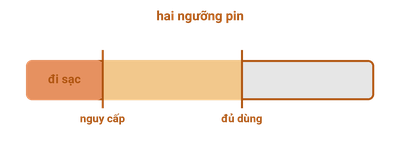 hai ngưỡng pin
đi sạc
nguy cấp
đủ dùng